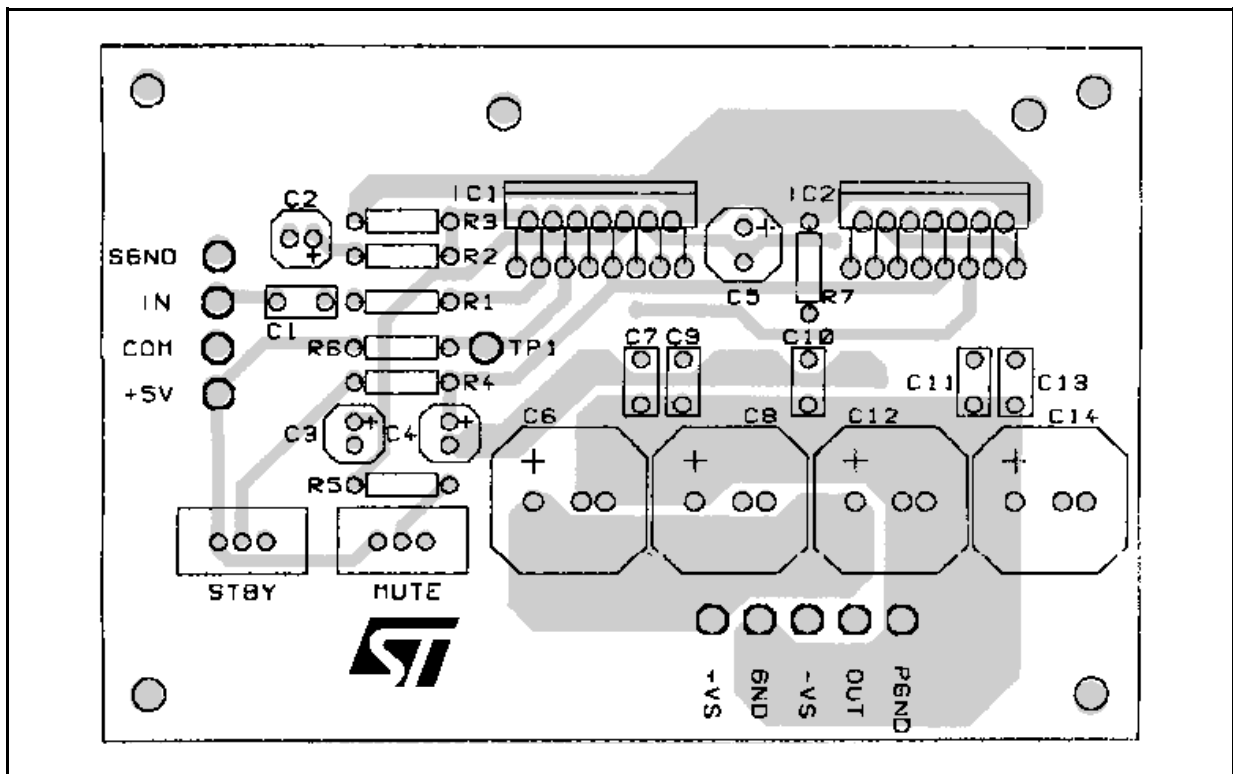 C2
IC1
IC2
R3
SGND
R2
IN
C5
R7
C1
R1
COM
R6
TP1
C7
C9
C10
+5V
R4
C11
C13
C3
C4
C6
C8
C12
C14
R5
STBY
MUTE
ST
+VS
GND
-VS
OUT
PGND